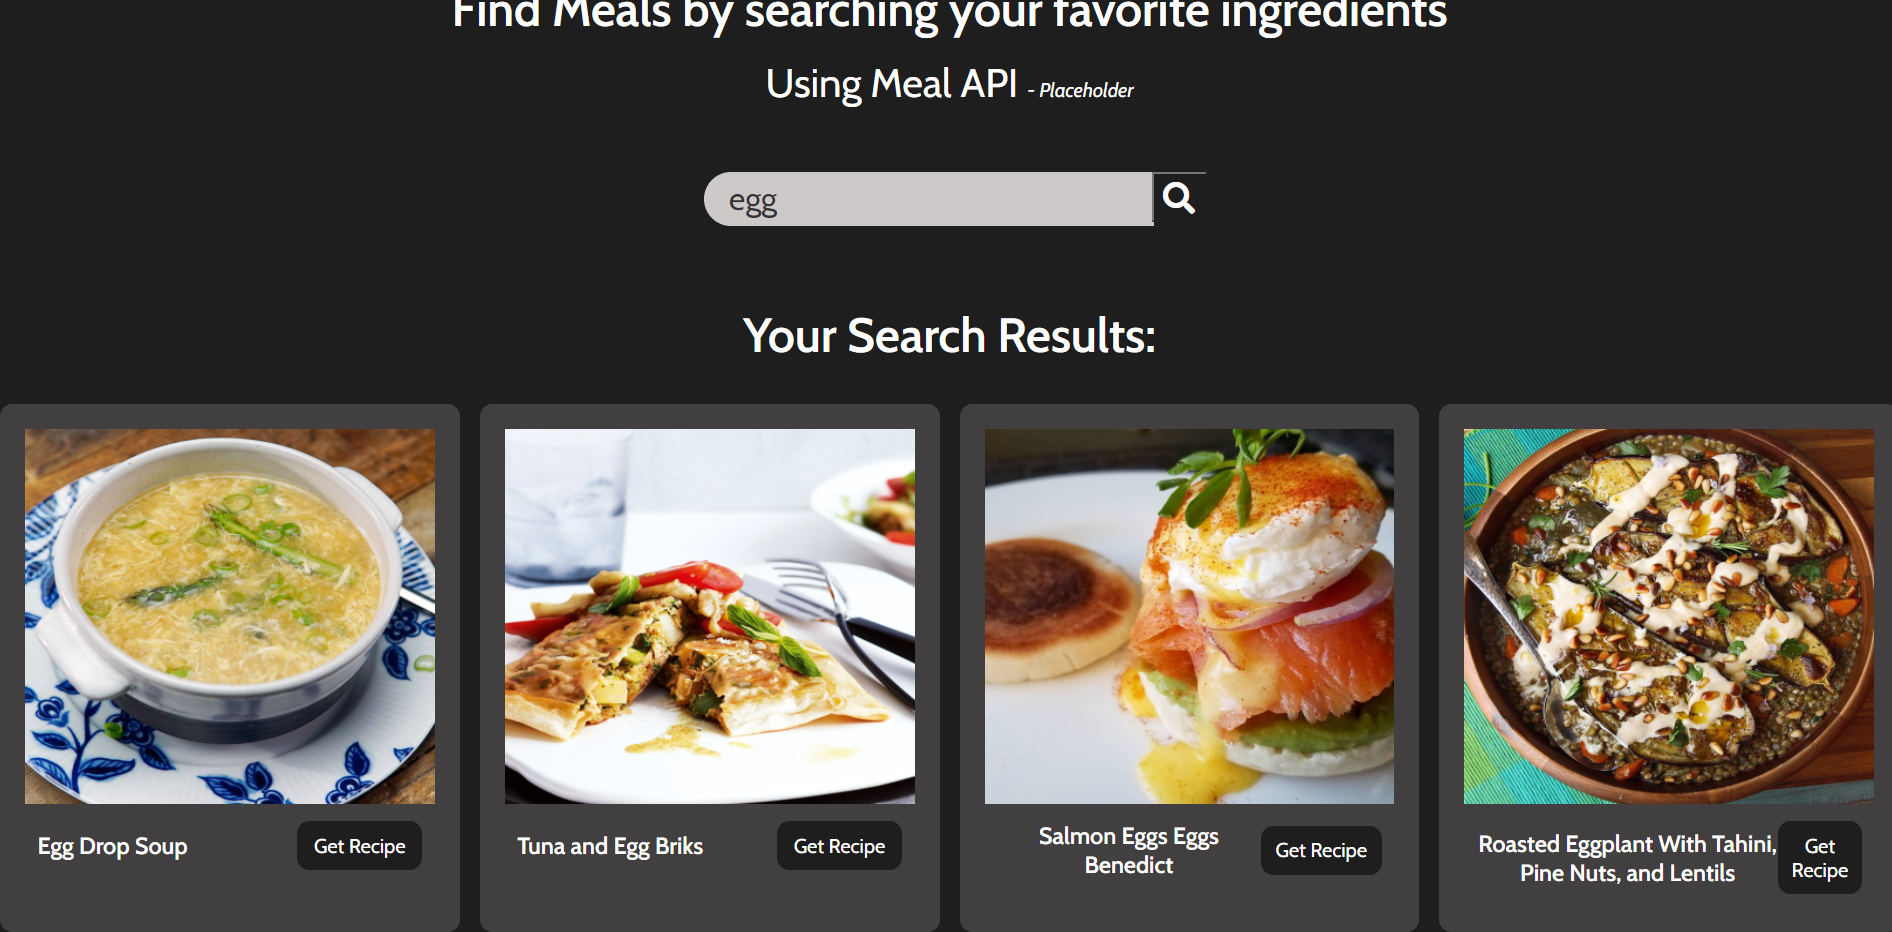 Find Meals by searching your favorite ingredients
Using Meal API - Placeholder
egg
Your Search Results:
Egg Drop Soup
Get Recipe
Tuna and Egg Briks
Get Recipe
Salmon Eggs Eggs
Benedict
Get Recipe
Roasted Eggplant With Tahini,
Pine Nuts, and Lentils
Get
Recipe